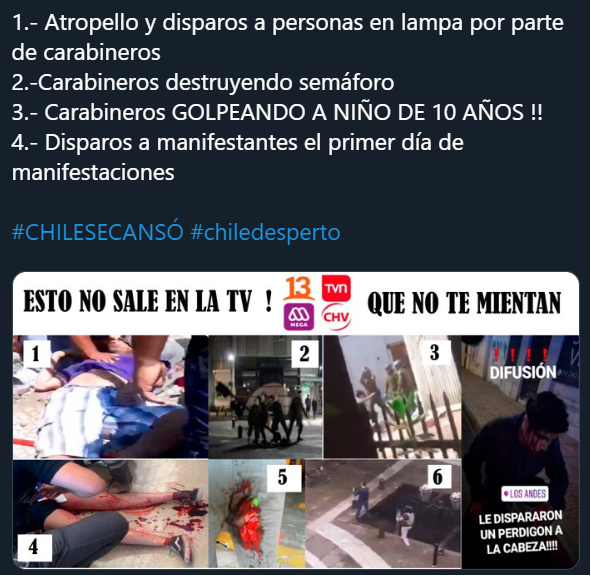 1.- Atropello y disparos a personas en lampa por parte
de carabineros
2.-Carabineros destruyendo semáforo
3.- Carabineros GOLPEANDO A NIÑO DE 10 AÑOS !!
4.- Disparos a manifestantes el primer día de
manifestaciones
#CHILESECANSÓ #chiledesperto
ESTO NO SALE EN LA TV !
13
TVN
MEGA
CHV
QUE NO TE MIENTAN
1
2
3
4
5
6
! ! ! !
DIFUSIÓN
LOS ANDES
LE DISPARARON
UN PERDIGON A
LA CABEZA!!!!